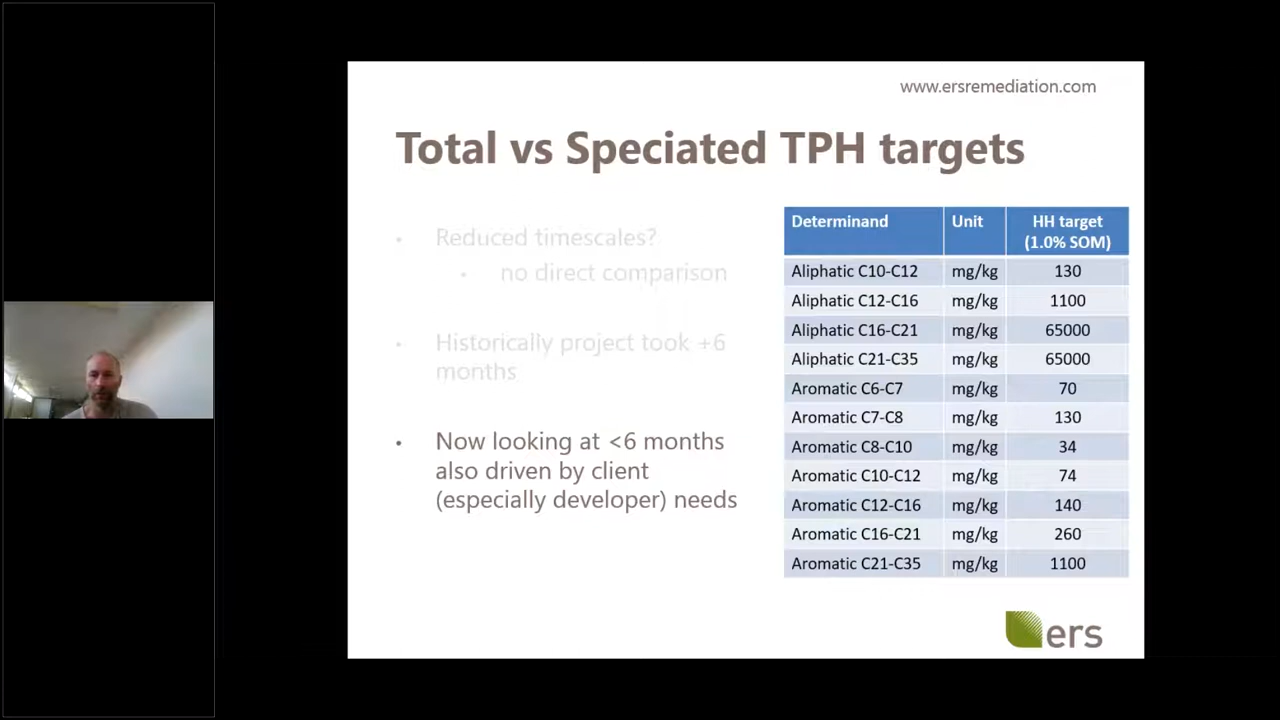 www.ersremediation.com
Total vs Speciated TPH targets
• Reduced timescales?
• no direct comparison
• Historically project took +6
months
• Now looking at <6 months
also driven by client
(especially developer) needs
Determinand Unit HH target
(1.0% SOM)
Aliphatic C10-C12 mg/kg 130
Aliphatic C12-C16 mg/kg 1100
Aliphatic C16-C21 mg/kg 65000
Aliphatic C21-C35 mg/kg 65000
Aromatic C6-C7 mg/kg 70
Aromatic C7-C8 mg/kg 130
Aromatic C8-C10 mg/kg 34
Aromatic C10-C12 mg/kg 74
Aromatic C12-C16 mg/kg 140
Aromatic C16-C21 mg/kg 260
Aromatic C21-C35 mg/kg 1100
ers